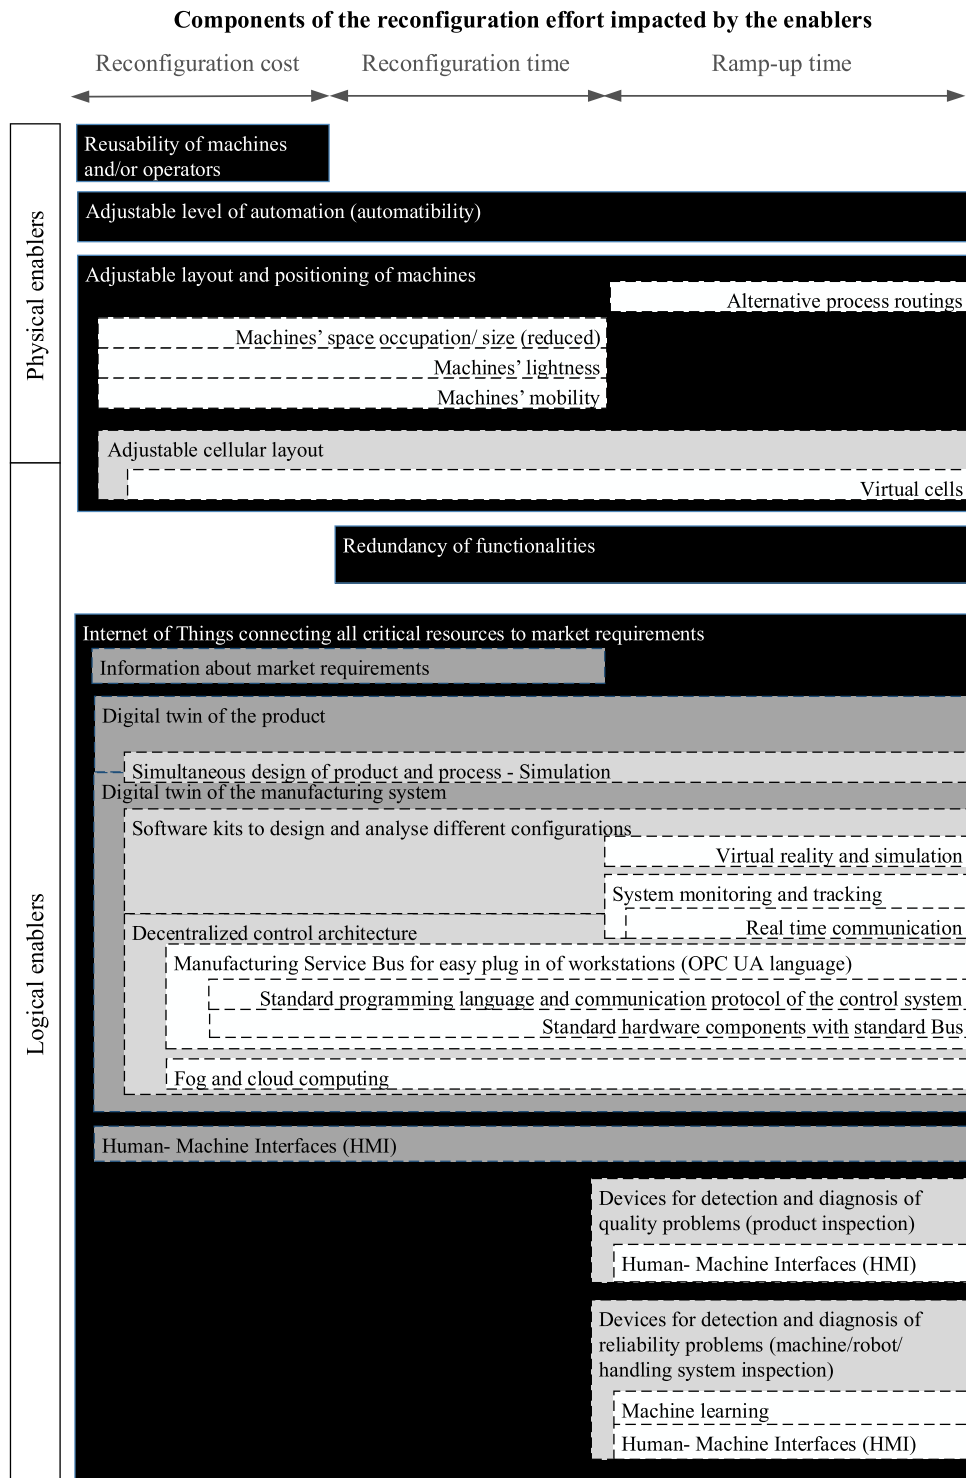 Components of the reconfiguration effort impacted by the enablers
Reconfiguration cost
Reconfiguration time
Ramp-up time
Physical enablers
Reusability of machines
and/or operators
Adjustable level of automation (automatibility)
Adjustable layout and positioning of machines
Alternative process routings
Machines’ space occupation/ size (reduced)
Machines’ lightness
Machines’ mobility
Adjustable cellular layout
Virtual cells
Logical enablers
Redundancy of functionalities
Internet of Things connecting all critical resources to market requirements
Information about market requirements
Digital twin of the product
Simultaneous design of product and process - Simulation
Digital twin of the manufacturing system
Software kits to design and analyse different configurations
Virtual reality and simulation
System monitoring and tracking
Real time communication
Decentralized control architecture
Manufacturing Service Bus for easy plug in of workstations (OPC UA language)
Standard programming language and communication protocol of the control system
Standard hardware components with standard Bus
Fog and cloud computing
Human- Machine Interfaces (HMI)
Devices for detection and diagnosis of
quality problems (product inspection)
Human- Machine Interfaces (HMI)
Devices for detection and diagnosis of
reliability problems (machine/robot/
handling system inspection)
Machine learning
Human- Machine Interfaces (HMI)